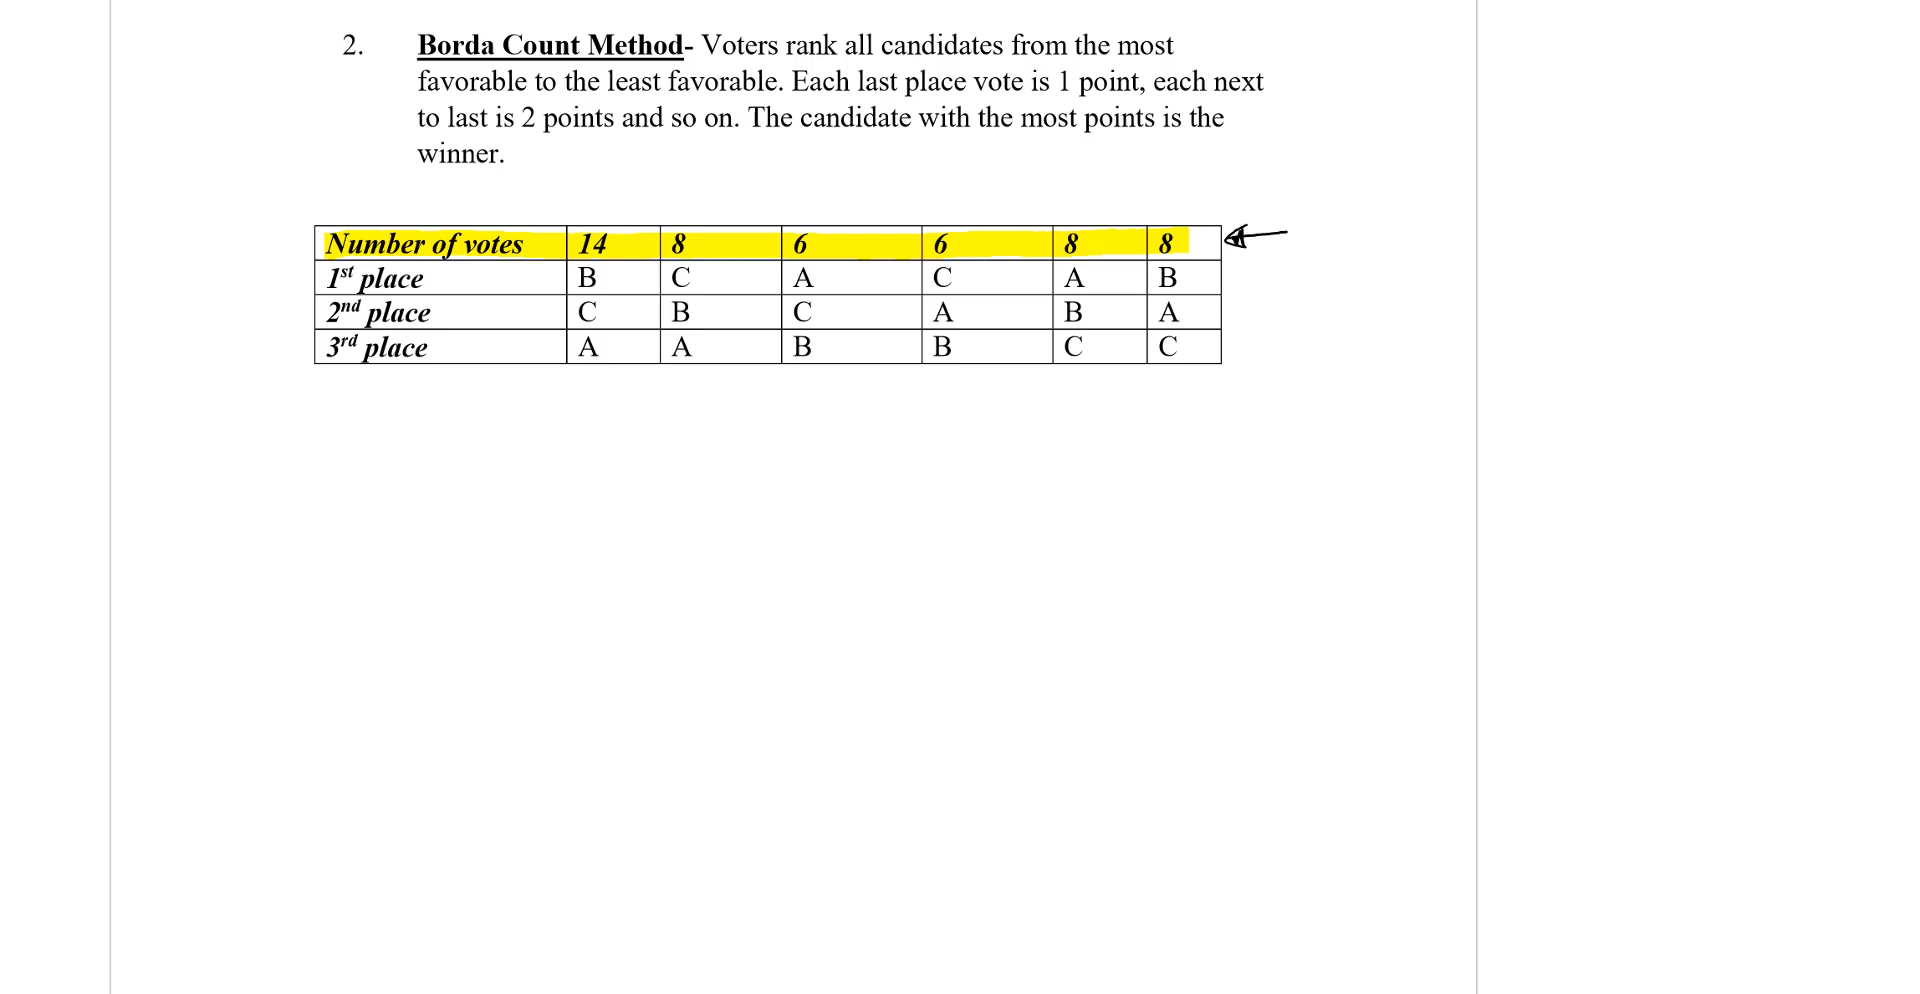 2. Borda Count Method- Voters rank all candidates from the most
favorable to the least favorable. Each last place vote is 1 point, each next
to last is 2 points and so on. The candidate with the most points is the
winner.
Number of votes 14 8 6 6 8 8
1st place B C A C A B
2nd place C B C A B A
3rd place A A B B C C